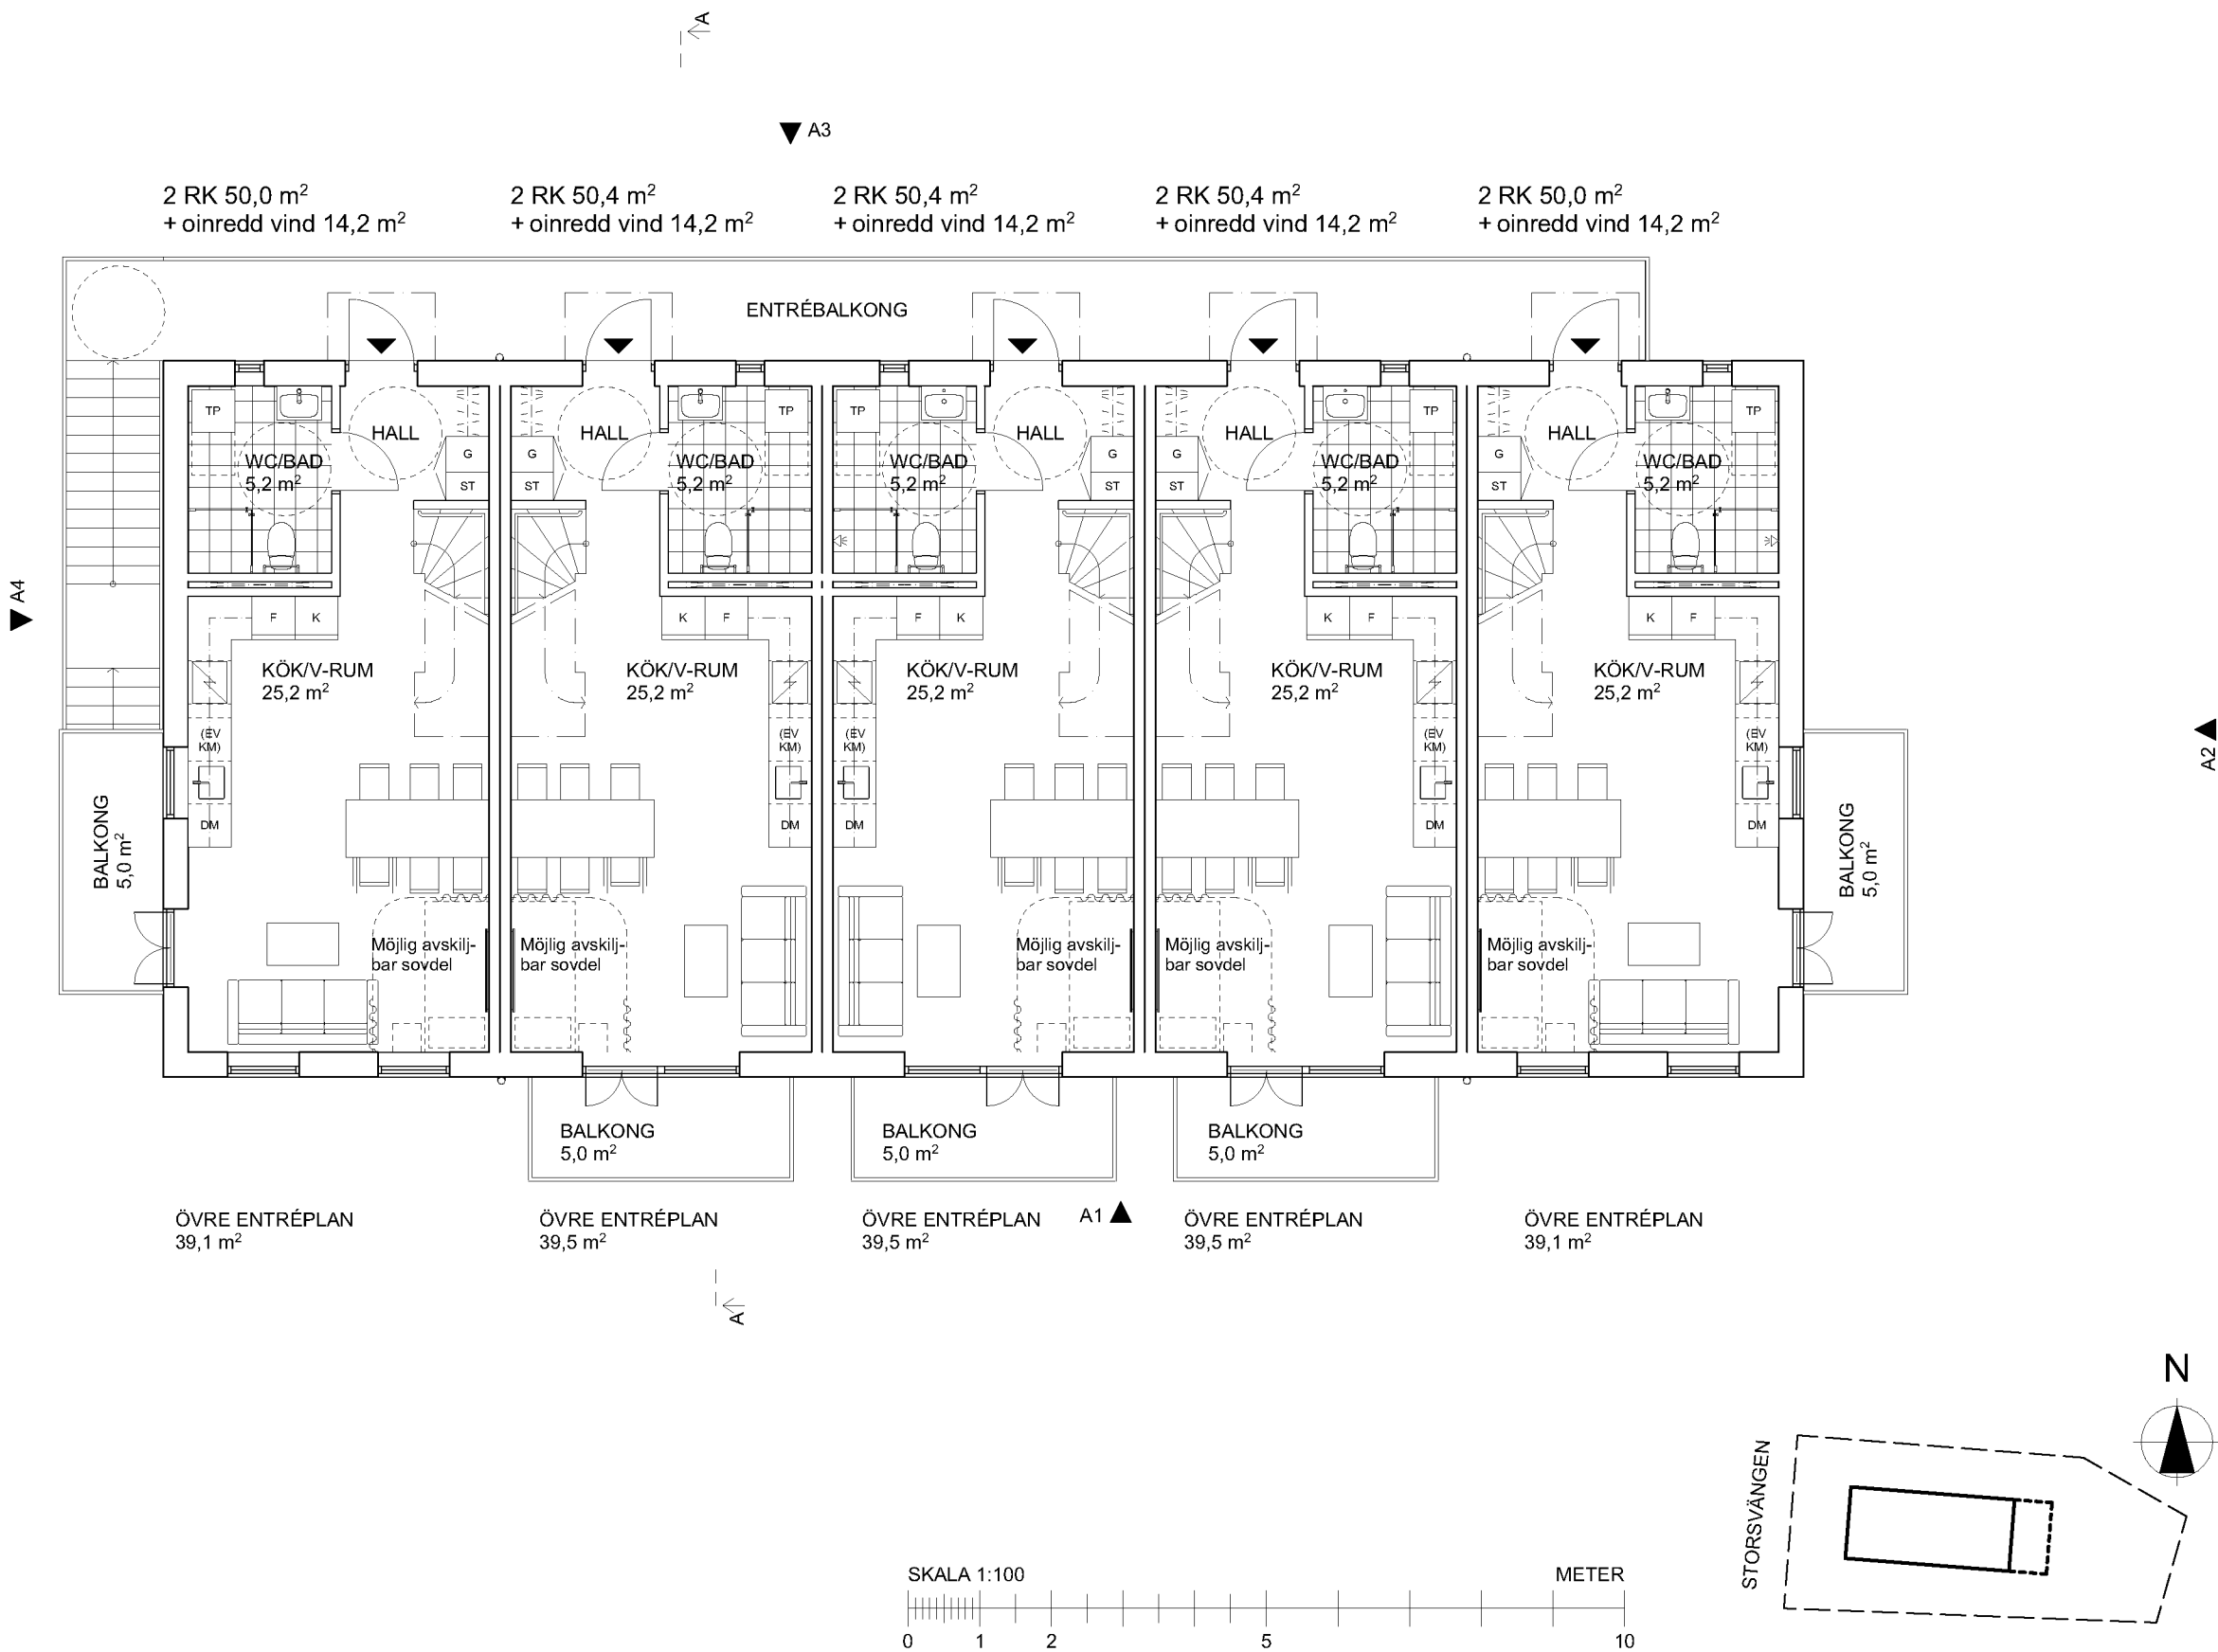 A
A3
2 RK 50,0 m²
+ oinredd vind 14,2 m²
2 RK 50,4 m²
+ oinredd vind 14,2 m²
2 RK 50,4 m²
+ oinredd vind 14,2 m²
2 RK 50,4 m²
+ oinredd vind 14,2 m²
2 RK 50,0 m²
+ oinredd vind 14,2 m²
ENTRÉBALKONG
TP
HALL
WC/BAD
5,2 m²
G
ST
G
ST
HALL
WC/BAD
5,2 m²
TP
TP
WC/BAD
5,2 m²
HALL
G
ST
G
ST
HALL
WC/BAD
5,2 m²
TP
G
ST
HALL
WC/BAD
5,2 m²
TP
A4
F
K
K
F
F
K
K
F
K
F
KÖK/V-RUM
25,2 m²
KÖK/V-RUM
25,2 m²
KÖK/V-RUM
25,2 m²
KÖK/V-RUM
25,2 m²
KÖK/V-RUM
25,2 m²
(EV
KM)
(EV
KM)
(EV
KM)
(EV
KM)
(EV
KM)
A2
DM
DM
DM
DM
DM
BALKONG
5,0 m²
BALKONG
5,0 m²
Möjlig avskilj-
bar sovdel
Möjlig avskilj-
bar sovdel
Möjlig avskilj-
bar sovdel
Möjlig avskilj-
bar sovdel
Möjlig avskilj-
bar sovdel
BALKONG
5,0 m²
BALKONG
5,0 m²
BALKONG
5,0 m²
ÖVRE ENTRÉPLAN
39,1 m²
ÖVRE ENTRÉPLAN
39,5 m²
ÖVRE ENTRÉPLAN
39,5 m²
A1
ÖVRE ENTRÉPLAN
39,5 m²
ÖVRE ENTRÉPLAN
39,1 m²
A
N
STORSVÄNGEN
SKALA 1:100
METER
0 1 2 5 10